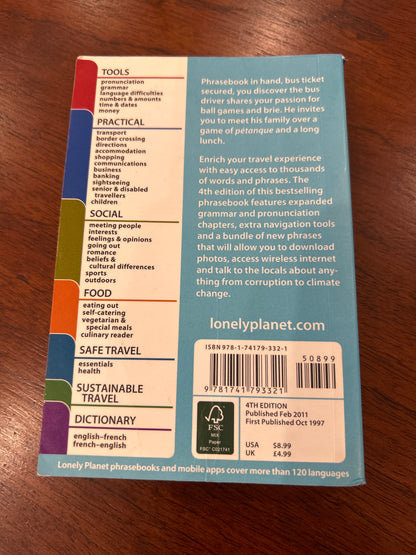 TOOLS
pronunciation
grammar
language difficulties
numbers & amounts
time & dates
money
PRACTICAL
transport
border crossing
directions
accommodation
shopping
communications
business
banking
sightseeing
senior & disabled
travellers
children
SOCIAL
meeting people
interests
feelings & opinions
going out
romance
beliefs &
cultural differences
sports
outdoors
FOOD
eating out
self-catering
vegetarian &
special meals
culinary reader
SAFE TRAVEL
essentials
health
SUSTAINABLE
TRAVEL
DICTIONARY
english–french
french–english
Phrasebook in hand, bus ticket
secured, you discover the bus
driver shares your passion for
ball games and brie. He invites
you to meet his family over a
game of pétanque and a long
lunch.
Enrich your travel experience
with easy access to thousands
of words and phrases. The
4th edition of this bestselling
phrasebook features expanded
grammar and pronunciation
chapters, extra navigation tools
and a bundle of new phrases
that will allow you to download
photos, access wireless internet
and talk to the locals about any-
thing from corruption to climate
change.
lonelyplanet.com
ISBN 978-1-74179-332-1
50899
9 781741 793321
FSC
MIX
Paper
FSC® C021741
4TH EDITION
Published Feb 2011
First Published Oct 1997
USA $8.99
UK £4.99
Lonely Planet phrasebooks and mobile apps cover more than 120 languages